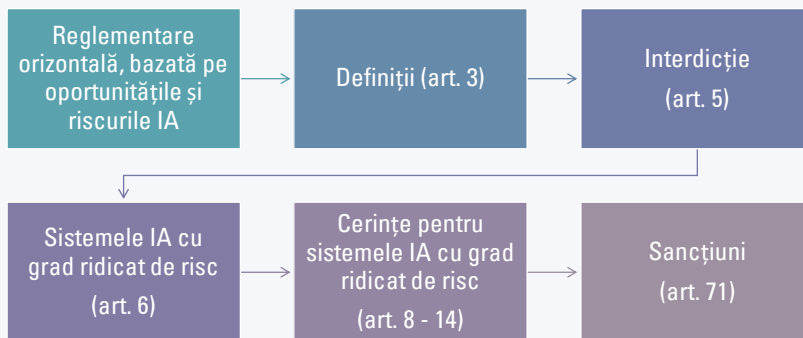 Reglementare
orizontală, bazată pe
oportunitățile și
riscurile IA
Definiții (art. 3)
Interdicție
(art. 5)
Sistemele IA cu
grad ridicat de risc
(art. 6)
Cerințe pentru
sistemele IA cu grad
ridicat de risc
(art. 8 - 14)
Sancțiuni
(art. 71)